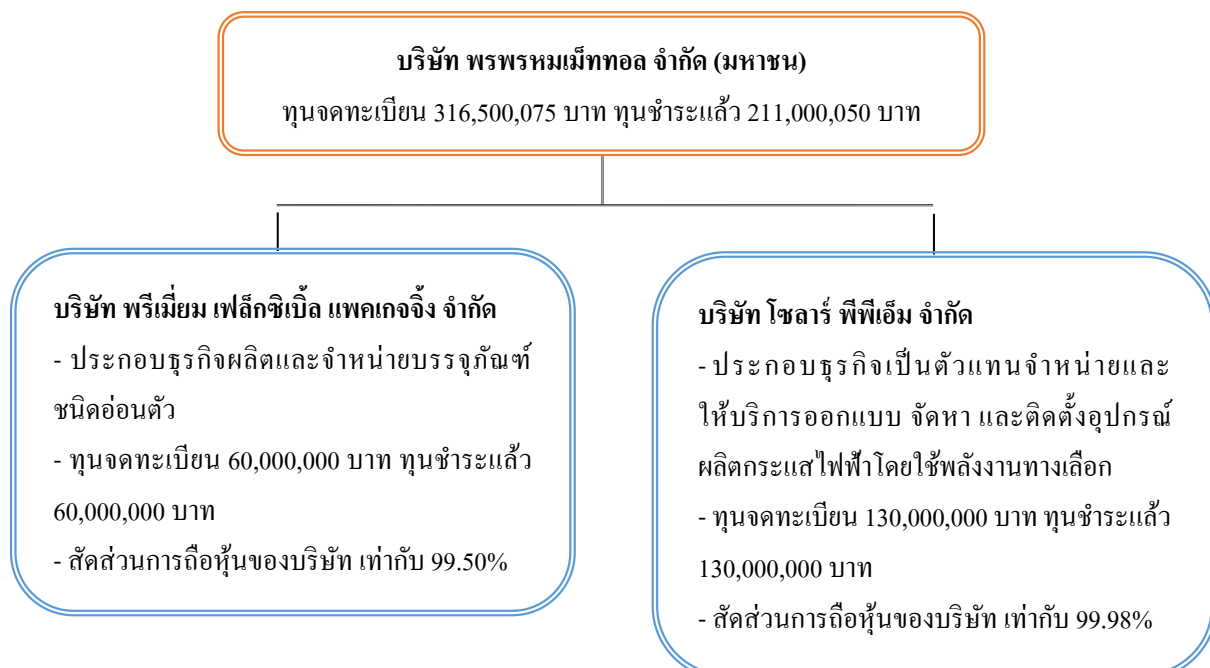 บริษัท พรพรหมเม็ททอล จำกัด (มหาชน)
ทุนจดทะเบียน 316,500,075 บาท ทุนชำระแล้ว 211,000,050 บาท
บริษัท พรีเมี่ยม เฟล็กซิเบิ้ล แพคเกจจิ้ง จำกัด
- ประกอบธุรกิจผลิตและจำหน่ายบรรจุภัณฑ์
ชนิดอ่อนตัว
- ทุนจดทะเบียน 60,000,000 บาท ทุนชำระแล้ว
60,000,000 บาท
- สัดส่วนการถือหุ้นของบริษัท เท่ากับ 99.50%
บริษัท โซลาร์ พีพีเอ็ม จำกัด
- ประกอบธุรกิจเป็นตัวแทนจำหน่ายและ
ให้บริการออกแบบ จัดหา และติดตั้งอุปกรณ์
ผลิตกระแสไฟฟ้าโดยใช้พลังงานทางเลือก
- ทุนจดทะเบียน 130,000,000 บาท ทุนชำระแล้ว
130,000,000 บาท
- สัดส่วนการถือหุ้นของบริษัท เท่ากับ 99.98%